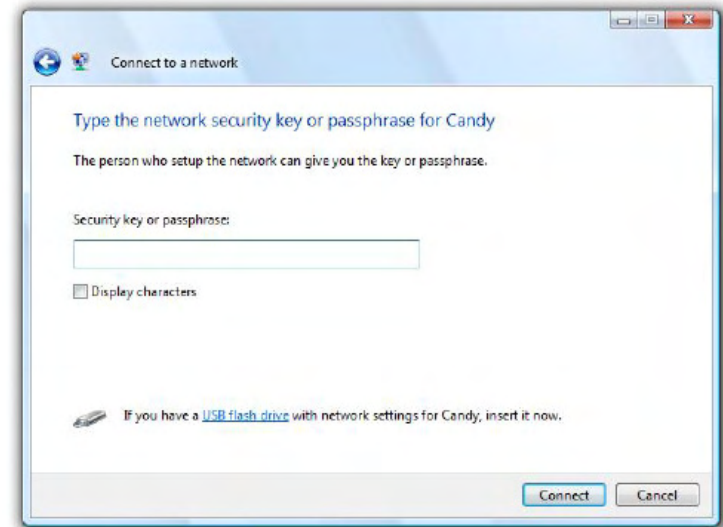 Connect to a network
Type the network security key or passphrase for Candy
The person who setup the network can give you the key or passphrase.
Security key or passphrase:
Display characters
If you have a USB flash drive with network settings for Candy, insert it now.
Connect Cancel